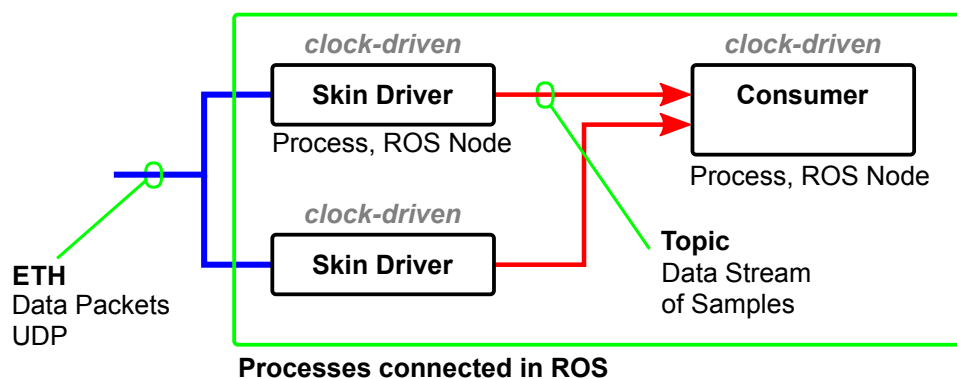 clock-driven
Skin Driver
Process, ROS Node
clock-driven
Consumer
Process, ROS Node
clock-driven
Skin Driver
Topic
Data Stream
of Samples
ETH
Data Packets
UDP
Processes connected in ROS